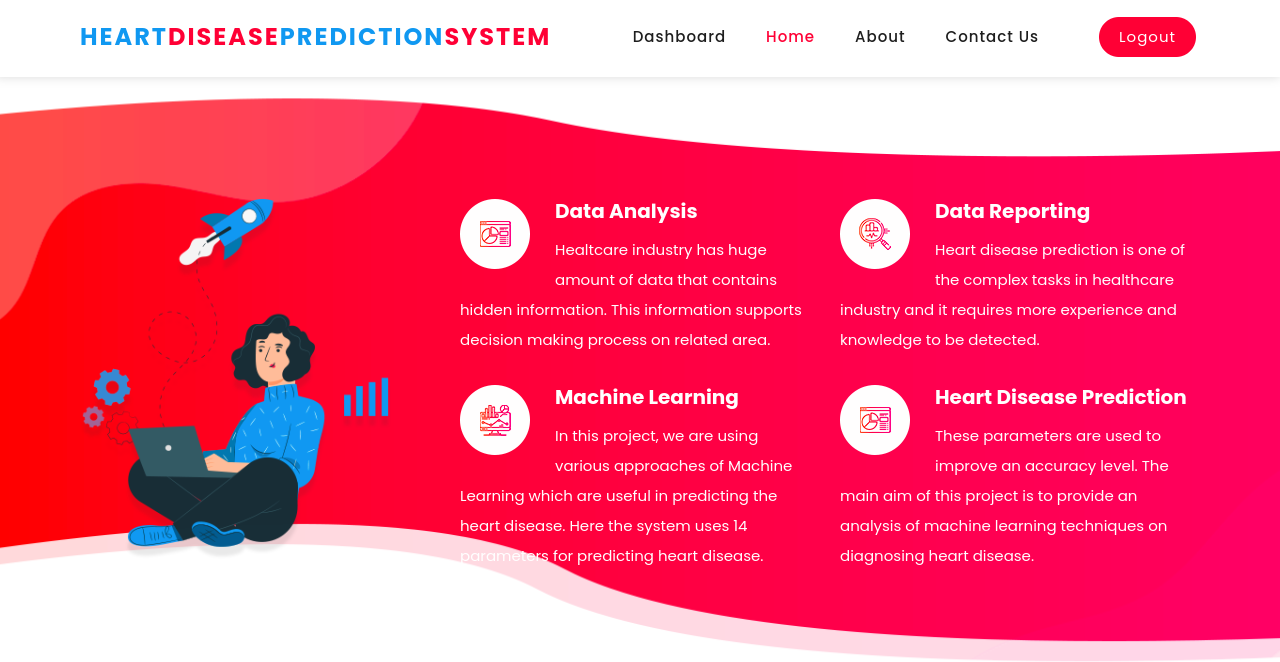 HEARTDISEASEPREDICTIONSYSTEM
Dashboard
Home
About
Contact Us
Logout
Data Analysis
Healtcare industry has huge
amount of data that contains
hidden information. This information supports
decision making process on related area.
Data Reporting
Heart disease prediction is one of
the complex tasks in healthcare
industry and it requires more experience and
knowledge to be detected.
Machine Learning
In this project, we are using
various approaches of Machine
Learning which are useful in predicting the
heart disease. Here the system uses 14
parameters for predicting heart disease.
Heart Disease Prediction
These parameters are used to
improve an accuracy level. The
main aim of this project is to provide an
analysis of machine learning techniques on
diagnosing heart disease.